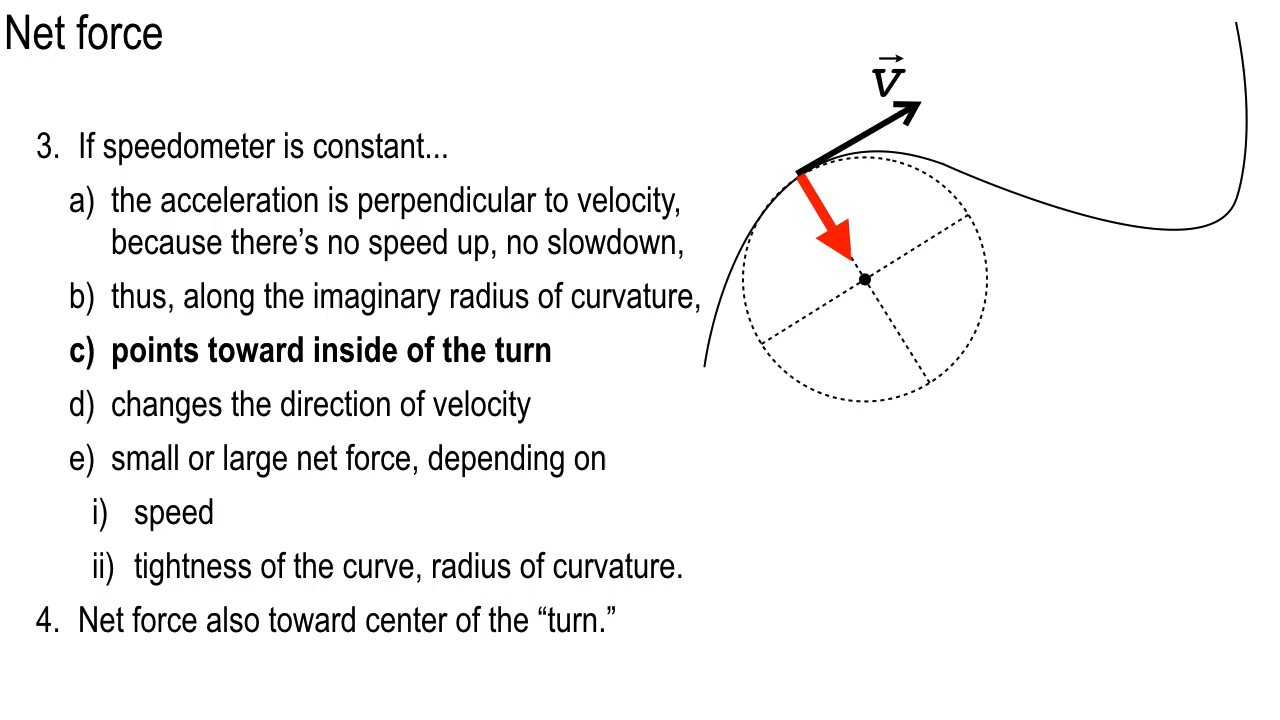 Net force
3. If speedometer is constant...
a) the acceleration is perpendicular to velocity,
because there’s no speed up, no slowdown,
b) thus, along the imaginary radius of curvature,
c) points toward inside of the turn
d) changes the direction of velocity
e) small or large net force, depending on
i) speed
ii) tightness of the curve, radius of curvature.
4. Net force also toward center of the “turn.”
v⃗